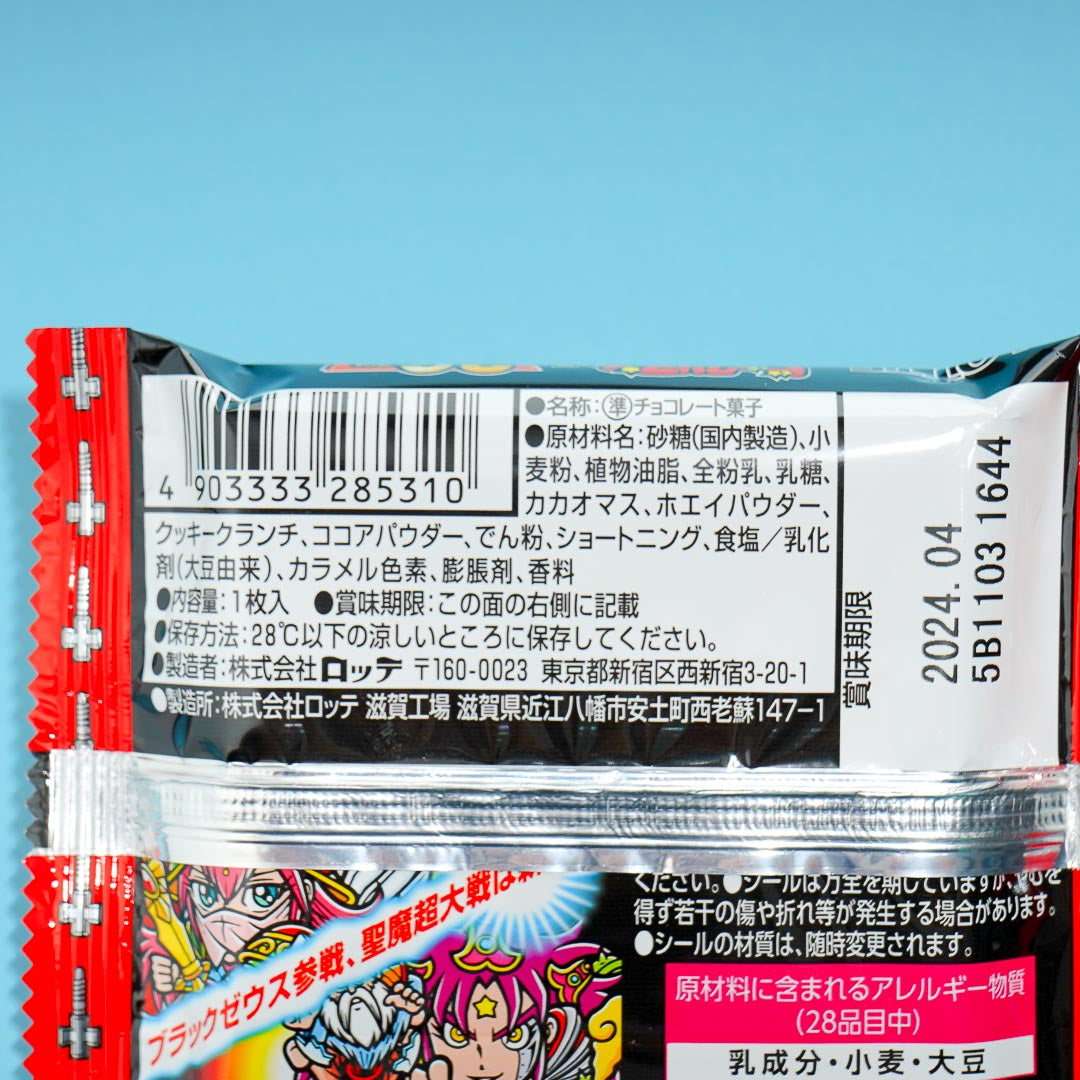 ●名称：㊜チョコレート菓子
●原材料名：砂糖(国内製造)、小
麦粉、植物油脂、全粉乳、乳糖、
カカオマス、ホエイパウダー、
クッキークランチ、ココアパウダー、でん粉、ショートニング、食塩／乳化
剤(大豆由来)、カラメル色素、膨脹剤、香料
●内容量：1枚入 ●賞味期限：この面の右側に記載
●保存方法：28℃以下の涼しいところに保存してください。
●製造者：株式会社ロッテ 〒160-0023 東京都新宿区西新宿3-20-1
●製造所：株式会社ロッテ 滋賀工場 滋賀県近江八幡市安土町西老蘇147-1
4 903333 285310
賞味期限
2024.04
5B1103 1644
ブラックゼウス参戦、聖魔超大戦は
ください。●シールは万全を期していますが、やむを
得ず若干の傷や折れ等が発生する場合があります。
●シールの材質は、随時変更されます。
原材料に含まれるアレルギー物質
(28品目中)
乳成分・小麦・大豆